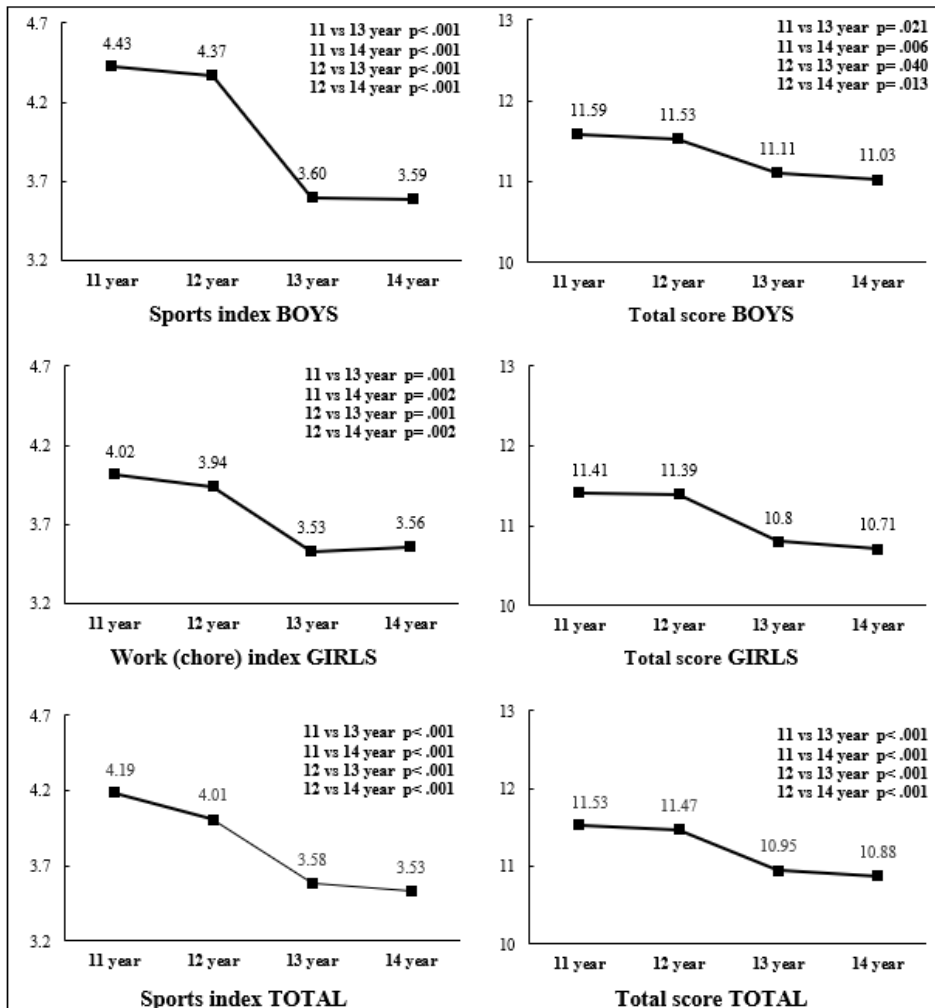 4.7
4.2
3.7
3.2
4.43
4.37
3.60
3.59
11 vs 13 year p< .001
11 vs 14 year p< .001
12 vs 13 year p< .001
12 vs 14 year p< .001
11 year 12 year 13 year 14 year
Sports index BOYS
13
12
11
10
11.59
11.53
11.11
11.03
11 vs 13 year p= .021
11 vs 14 year p= .006
12 vs 13 year p= .040
12 vs 14 year p= .013
11 year 12 year 13 year 14 year
Total score BOYS
4.7
4.2
3.7
3.2
4.02
3.94
3.53
3.56
11 vs 13 year p= .001
11 vs 14 year p= .002
12 vs 13 year p= .001
12 vs 14 year p= .002
11 year 12 year 13 year 14 year
Work (chore) index GIRLS
13
12
11
10
11.41
11.39
10.8
10.71
11 year 12 year 13 year 14 year
Total score GIRLS
4.7
4.2
3.7
3.2
4.19
4.01
3.58
3.53
11 vs 13 year p< .001
11 vs 14 year p< .001
12 vs 13 year p< .001
12 vs 14 year p< .001
11 year 12 year 13 year 14 year
Sports index TOTAL
13
12
11
10
11.53
11.47
10.95
10.88
11 vs 13 year p< .001
11 vs 14 year p< .001
12 vs 13 year p< .001
12 vs 14 year p< .001
11 year 12 year 13 year 14 year
Total score TOTAL